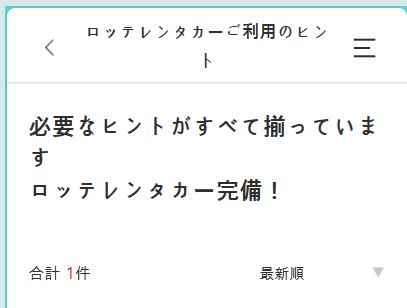 ロッテレンタカーご利用のヒン
ト
必要なヒントがすべて揃っていま
す
ロッテレンタカー完備！
合計 1件 最新順